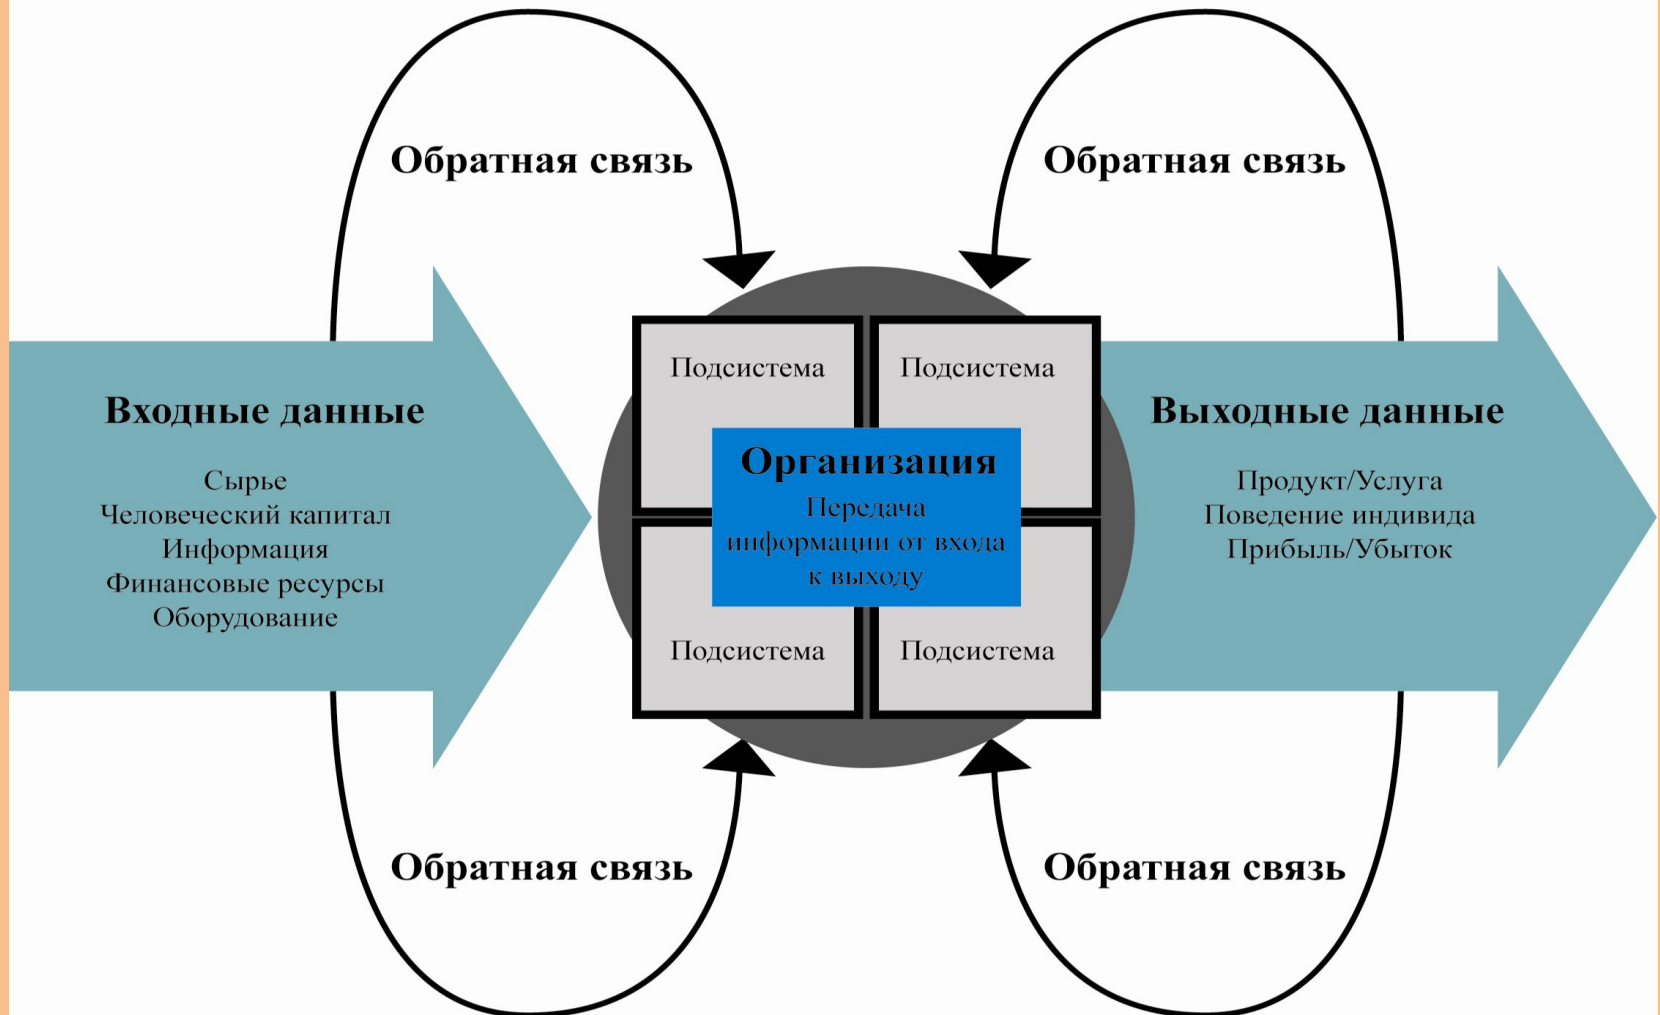 Обратная связь
Обратная связь
Входные данные
Сырье
Человеческий капитал
Информация
Финансовые ресурсы
Оборудование
Подсистема
Подсистема
Организация
Передача
информации от входа
к выходу
Подсистема
Подсистема
Выходные данные
Продукт/Услуга
Поведение индивида
Прибыль/Убыток
Обратная связь
Обратная связь